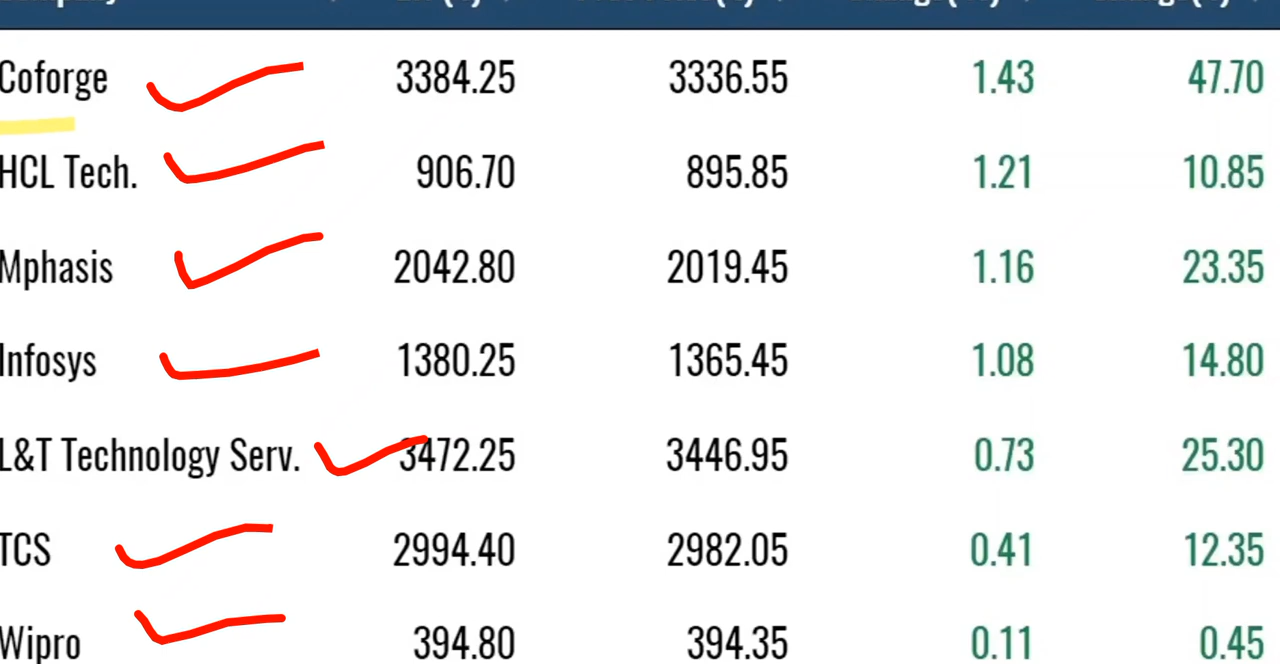 Coforge 3384.25 3336.55 1.43 47.70
HCL Tech. 906.70 895.85 1.21 10.85
Mphasis 2042.80 2019.45 1.16 23.35
Infosys 1380.25 1365.45 1.08 14.80
L&T Technology Serv. 3472.25 3446.95 0.73 25.30
TCS 2994.40 2982.05 0.41 12.35
Wipro 394.80 394.35 0.11 0.45